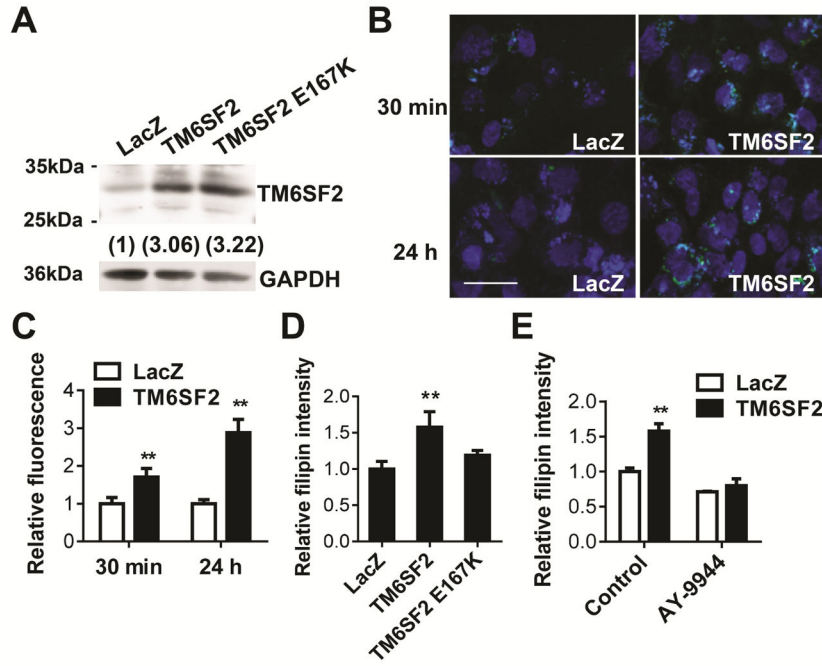 A
LacZ
TM6SF2
TM6SF2 E167K
35kDa -
TM6SF2
25kDa -
(1) (3.06) (3.22)
36kDa
GAPDH
B
30 min
LacZ
TM6SF2
24 h
LacZ
TM6SF2
C
Relative fluorescence
LacZ
TM6SF2
4
3
2
1
0
**
**
30 min
24 h
D
Relative filipin intensity
2.0
1.5
1.0
0.5
0.0
**
LacZ
TM6SF2
TM6SF2 E167K
E
Relative filipin intensity
LacZ
TM6SF2
2.0
1.5
1.0
0.5
0.0
**
Control
AY-9944